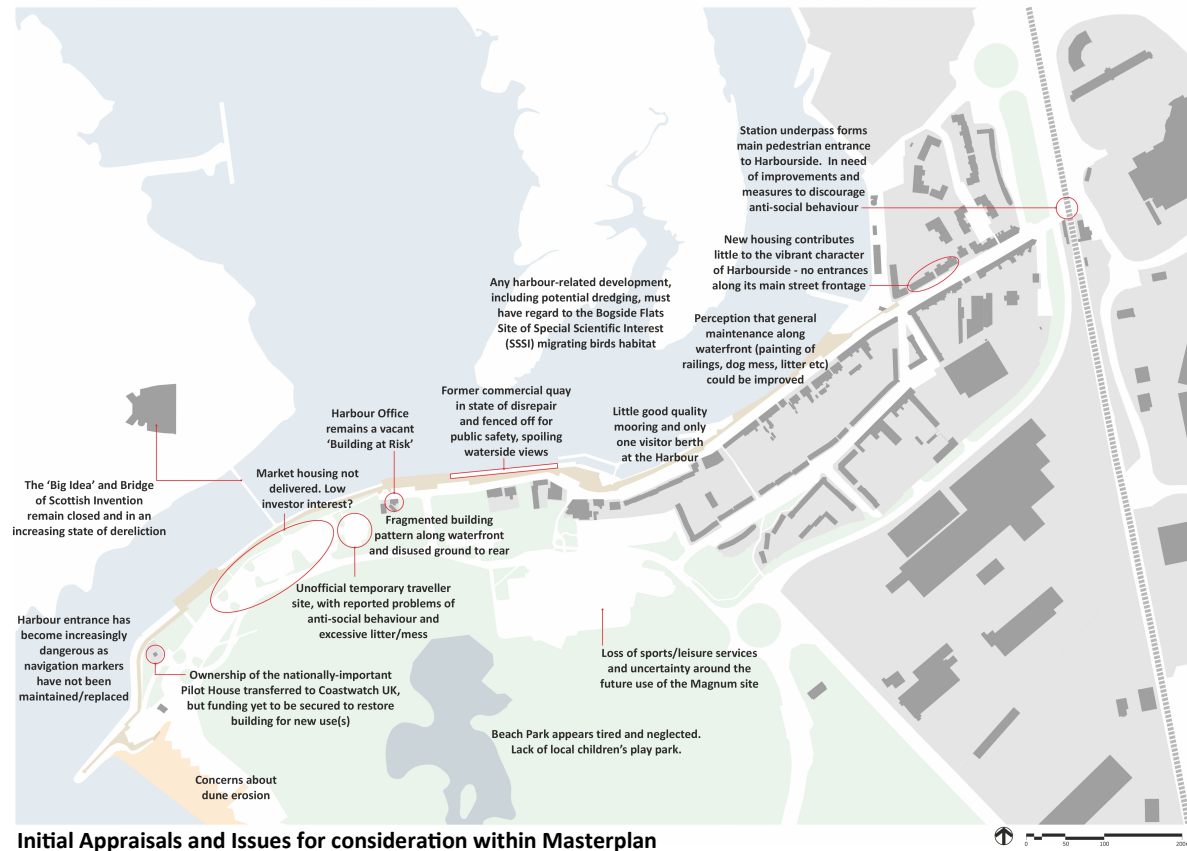 Station underpass forms
main pedestrian entrance
to Harbourside. In need
of improvements and
measures to discourage
anti-social behaviour
New housing contributes
little to the vibrant character
of Harbourside - no entrances
along its main street frontage
Any harbour-related development,
including potential dredging, must
have regard to the Bogside Flats
Site of Special Scientific Interest
(SSSI) migrating birds habitat
Perception that general
maintenance along
waterfront (painting of
railings, dog mess, litter etc)
could be improved
Former commercial quay
in state of disrepair
and fenced off for
public safety, spoiling
waterside views
Little good quality
mooring and only
one visitor berth
at the Harbour
Harbour Office
remains a vacant
‘Building at Risk’
Market housing not
delivered. Low
investor interest?
The ‘Big Idea’ and Bridge
of Scottish Invention
remain closed and in an
increasing state of dereliction
Fragmented building
pattern along waterfront
and disused ground to rear
Unofficial temporary traveller
site, with reported problems of
anti-social behaviour and
excessive litter/mess
Harbour entrance has
become increasingly
dangerous as
navigation markers
have not been
maintained/replaced
Ownership of the nationally-important
Pilot House transferred to Coastwatch UK,
but funding yet to be secured to restore
building for new use(s)
Loss of sports/leisure services
and uncertainty around the
future use of the Magnum site
Beach Park appears tired and neglected.
Lack of local children’s play park.
Concerns about
dune erosion
Initial Appraisals and Issues for consideration within Masterplan
0 50 100 200m